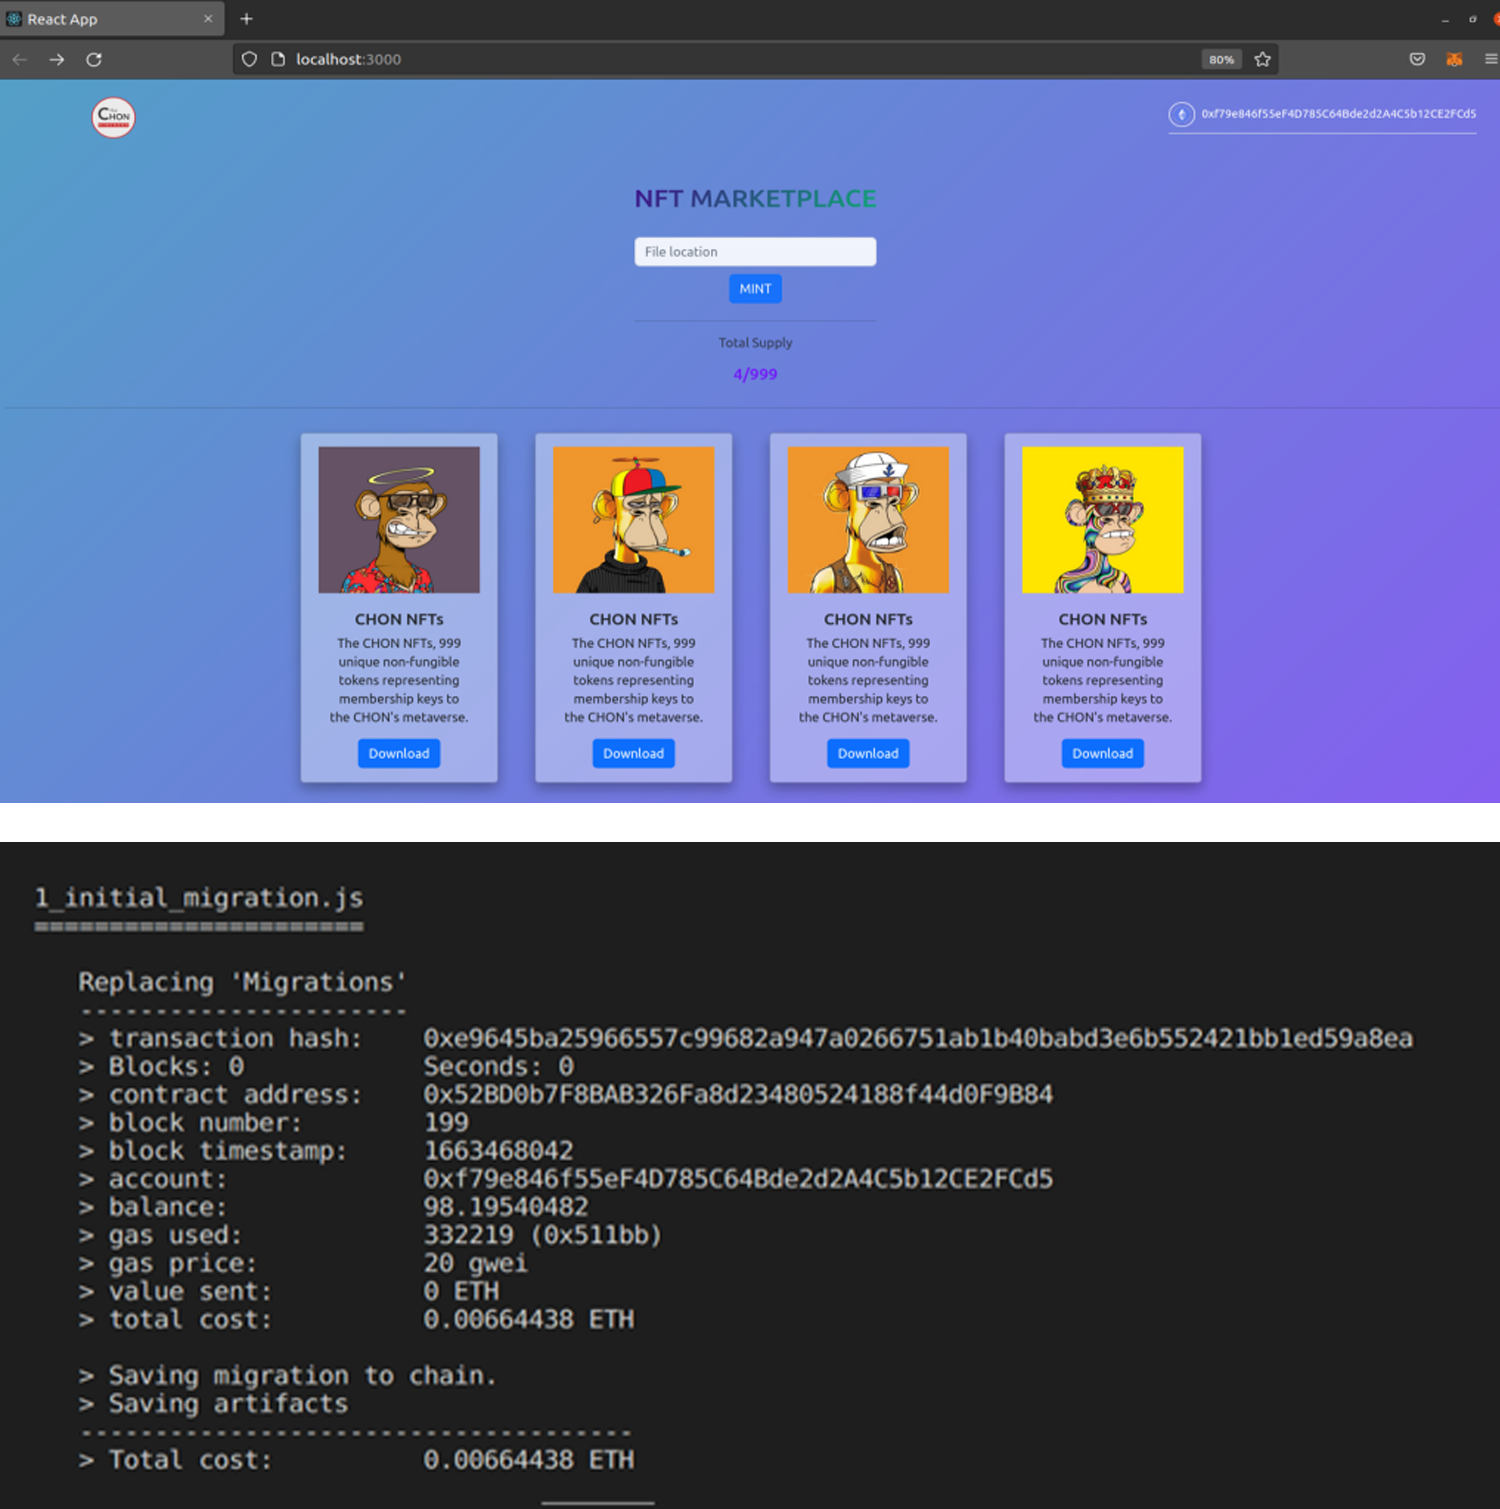 React App
localhost:3000
80%
CHON
0xf79e846f55eF4D785C64Bde2d2A4C5b12CE2FCd5
NFT MARKETPLACE
File location
MINT
Total Supply
4/999
CHON NFTs
The CHON NFTs, 999
unique non-fungible
tokens representing
membership keys to
the CHON's metaverse.
Download
CHON NFTs
The CHON NFTs, 999
unique non-fungible
tokens representing
membership keys to
the CHON's metaverse.
Download
CHON NFTs
The CHON NFTs, 999
unique non-fungible
tokens representing
membership keys to
the CHON's metaverse.
Download
CHON NFTs
The CHON NFTs, 999
unique non-fungible
tokens representing
membership keys to
the CHON's metaverse.
Download
1_initial_migration.js
======================
Replacing 'Migrations'
----------------------
> transaction hash: 0xe9645ba25966557c99682a947a0266751ab1b40babd3e6b552421bb1ed59a8ea
> Blocks: 0 Seconds: 0
> contract address: 0x52BD0b7F8BAB326Fa8d23480524188f44d0F9B84
> block number: 199
> block timestamp: 1663468042
> account: 0xf79e846f55eF4D785C64Bde2d2A4C5b12CE2FCd5
> balance: 98.19540482
> gas used: 332219 (0x511bb)
> gas price: 20 gwei
> value sent: 0 ETH
> total cost: 0.00664438 ETH
> Saving migration to chain.
> Saving artifacts
-------------------------------------
> Total cost: 0.00664438 ETH